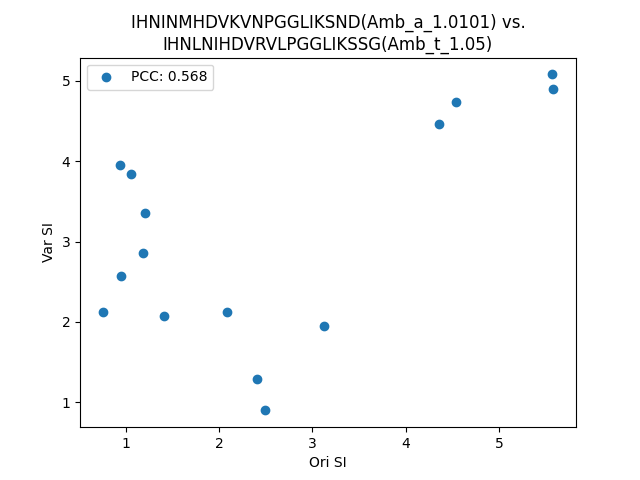 IHNINMHDVKVNPGGLIKSND(Amb_a_1.0101) vs.
IHNLNIHDVRVLPGGLIKSSG(Amb_t_1.05)
PCC: 0.568
5
4
3
2
1
Var SI
1 2 3 4 5
Ori SI